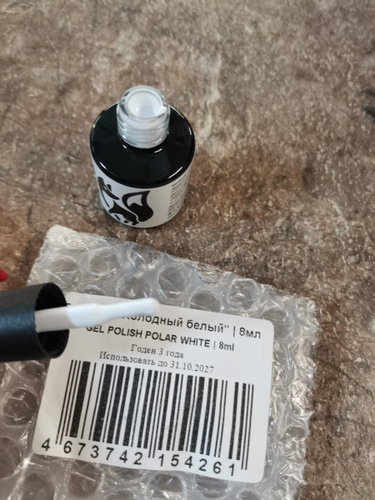 Холодный белый" | 8мл
GEL POLISH POLAR WHITE | 8ml
Годен 3 года
Использовать до 31.10.2027
4 673742 154261